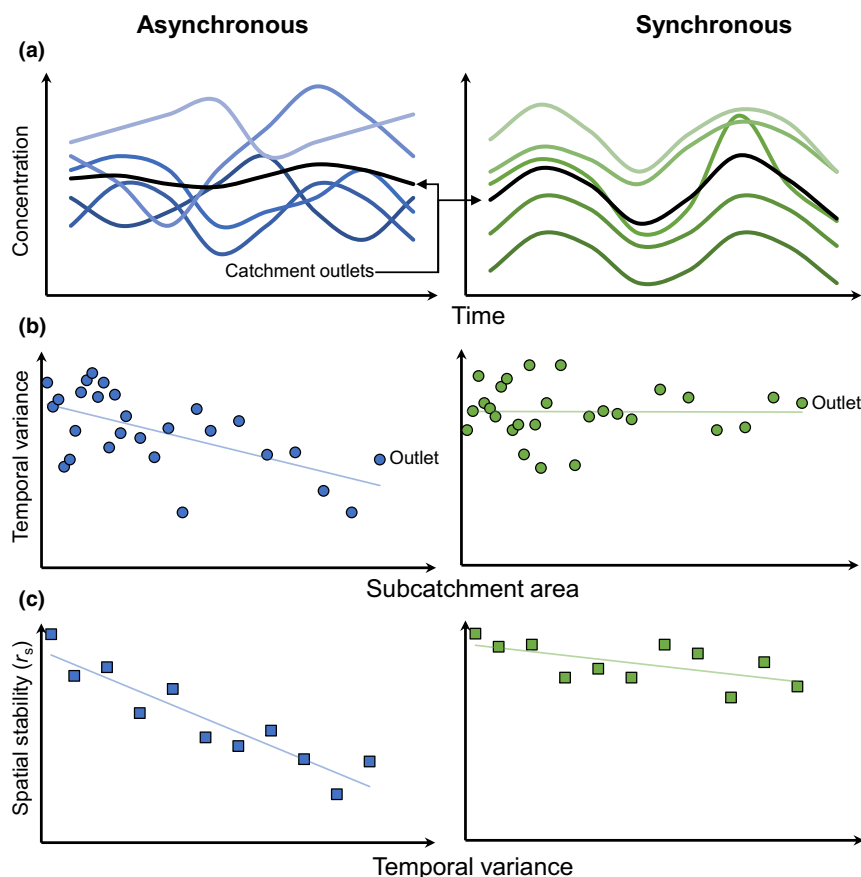 Asynchronous
Synchronous
(a)
Concentration
Catchment outlets
Time
(b)
Temporal variance
Outlet
Outlet
Subcatchment area
(c)
Spatial stability (rs)
Temporal variance